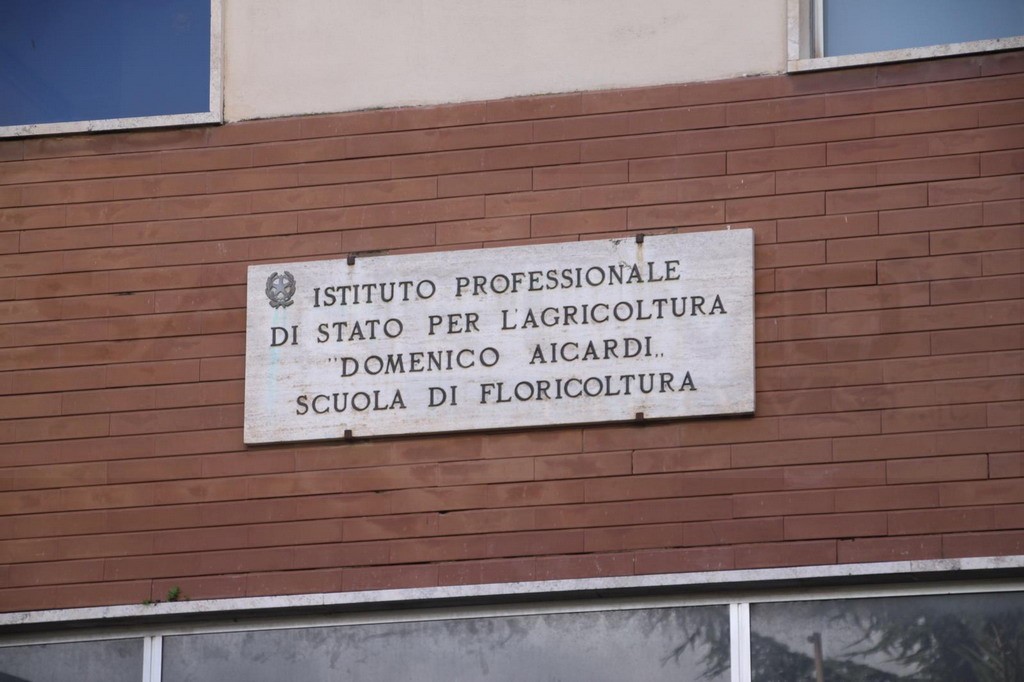 ISTITUTO PROFESSIONALE
DI STATO PER L'AGRICOLTURA
"DOMENICO AICARDI„
SCUOLA DI FLORICOLTURA